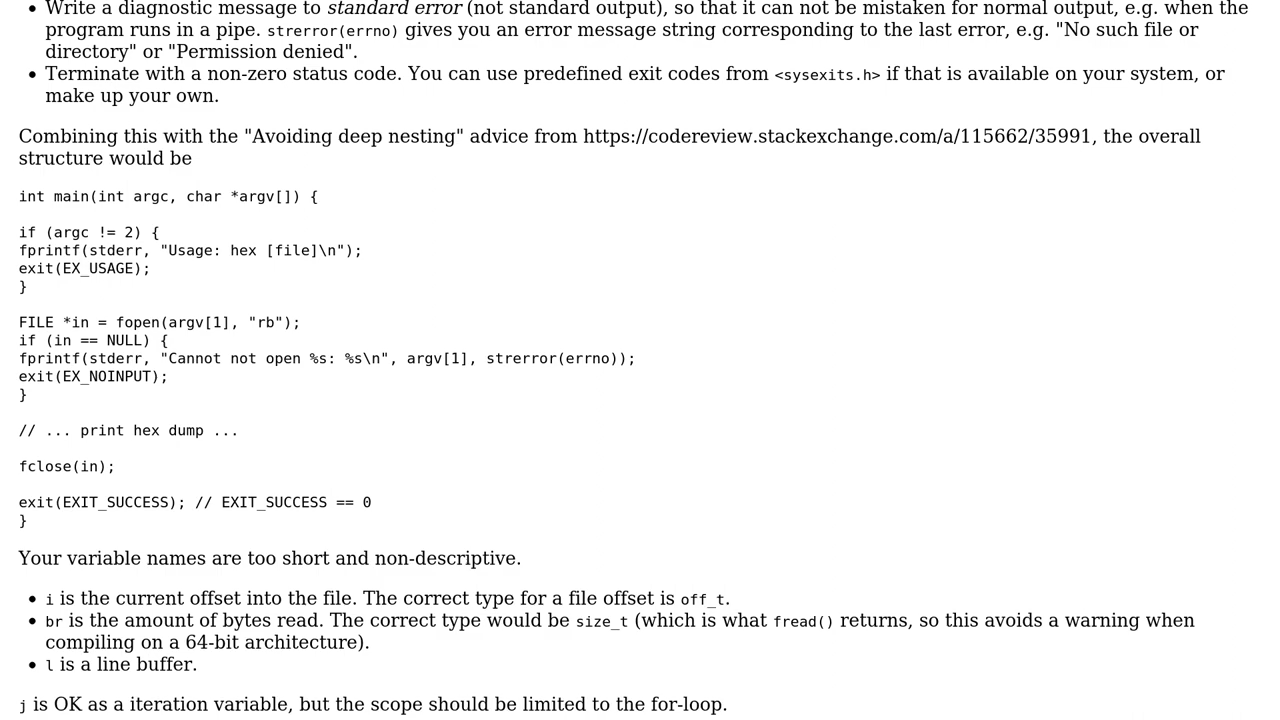 • Write a diagnostic message to standard error (not standard output), so that it can not be mistaken for normal output, e.g. when the
program runs in a pipe. strerror(errno) gives you an error message string corresponding to the last error, e.g. "No such file or
directory" or "Permission denied".
• Terminate with a non-zero status code. You can use predefined exit codes from <sysexits.h> if that is available on your system, or
make up your own.
Combining this with the "Avoiding deep nesting" advice from https://codereview.stackexchange.com/a/115662/35991, the overall
structure would be
int main(int argc, char *argv[]) {
if (argc != 2) {
fprintf(stderr, "Usage: hex [file]\n");
exit(EX_USAGE);
}
FILE *in = fopen(argv[1], "rb");
if (in == NULL) {
fprintf(stderr, "Cannot not open %s: %s\n", argv[1], strerror(errno));
exit(EX_NOINPUT);
}
// ... print hex dump ...
fclose(in);
exit(EXIT_SUCCESS); // EXIT_SUCCESS == 0
}
Your variable names are too short and non-descriptive.
• i is the current offset into the file. The correct type for a file offset is off_t.
• br is the amount of bytes read. The correct type would be size_t (which is what fread() returns, so this avoids a warning when
compiling on a 64-bit architecture).
• l is a line buffer.
j is OK as a iteration variable, but the scope should be limited to the for-loop.